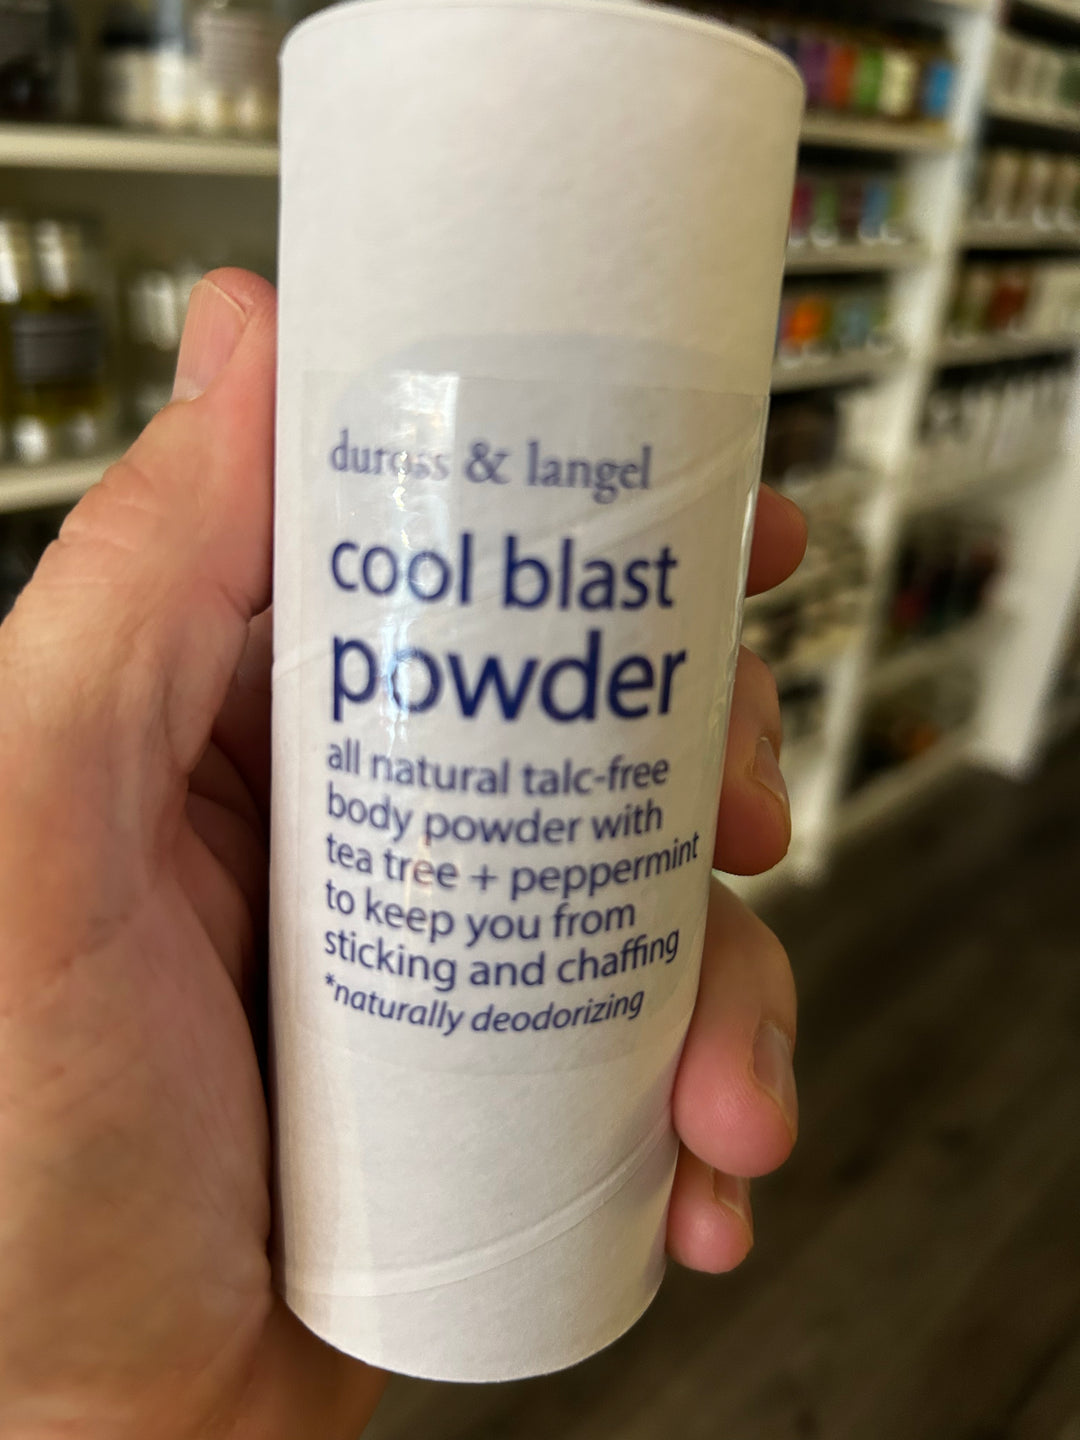 duross & langel
cool blast
powder
all natural talc-free
body powder with
tea tree + peppermint
to keep you from
sticking and chaffing
*naturally deodorizing